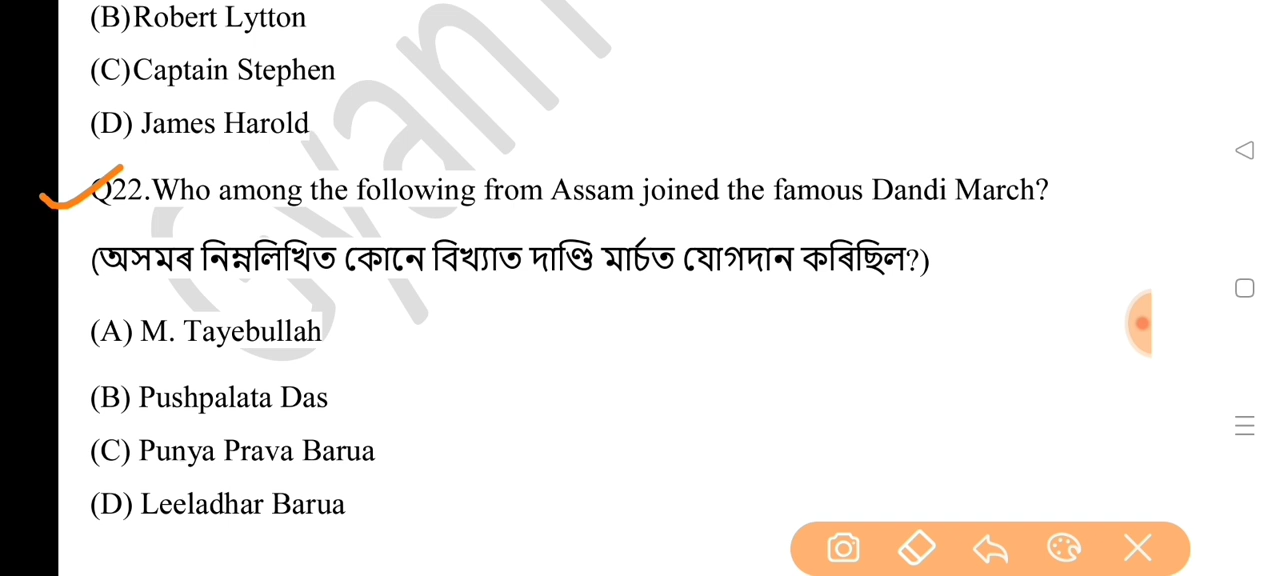 (B)Robert Lytton
(C)Captain Stephen
(D) James Harold
Q22.Who among the following from Assam joined the famous Dandi March?
(অসমৰ নিম্নলিখিত কোনে বিখ্যাত দাণ্ডি মাৰ্চত যোগদান কৰিছিল?)
(A) M. Tayebullah
(B) Pushpalata Das
(C) Punya Prava Barua
(D) Leeladhar Barua